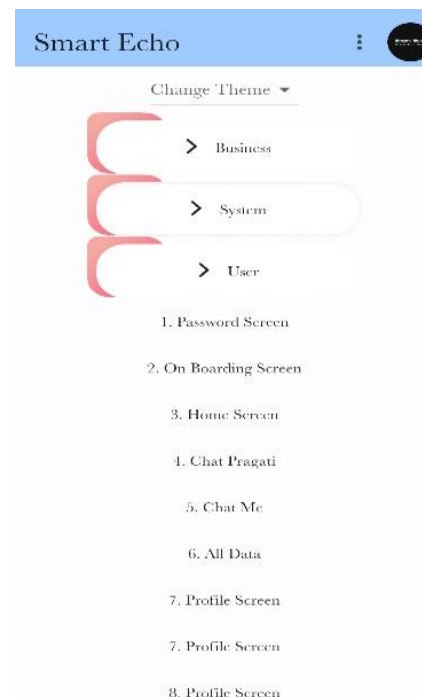 Smart Echo
Change Theme
Business
System
User
1. Password Screen
2. On Boarding Screen
3. Home Screen
4. Chat Pragati
5. Chat Me
6. All Data
7. Profile Screen
7. Profile Screen
8. Profile Screen